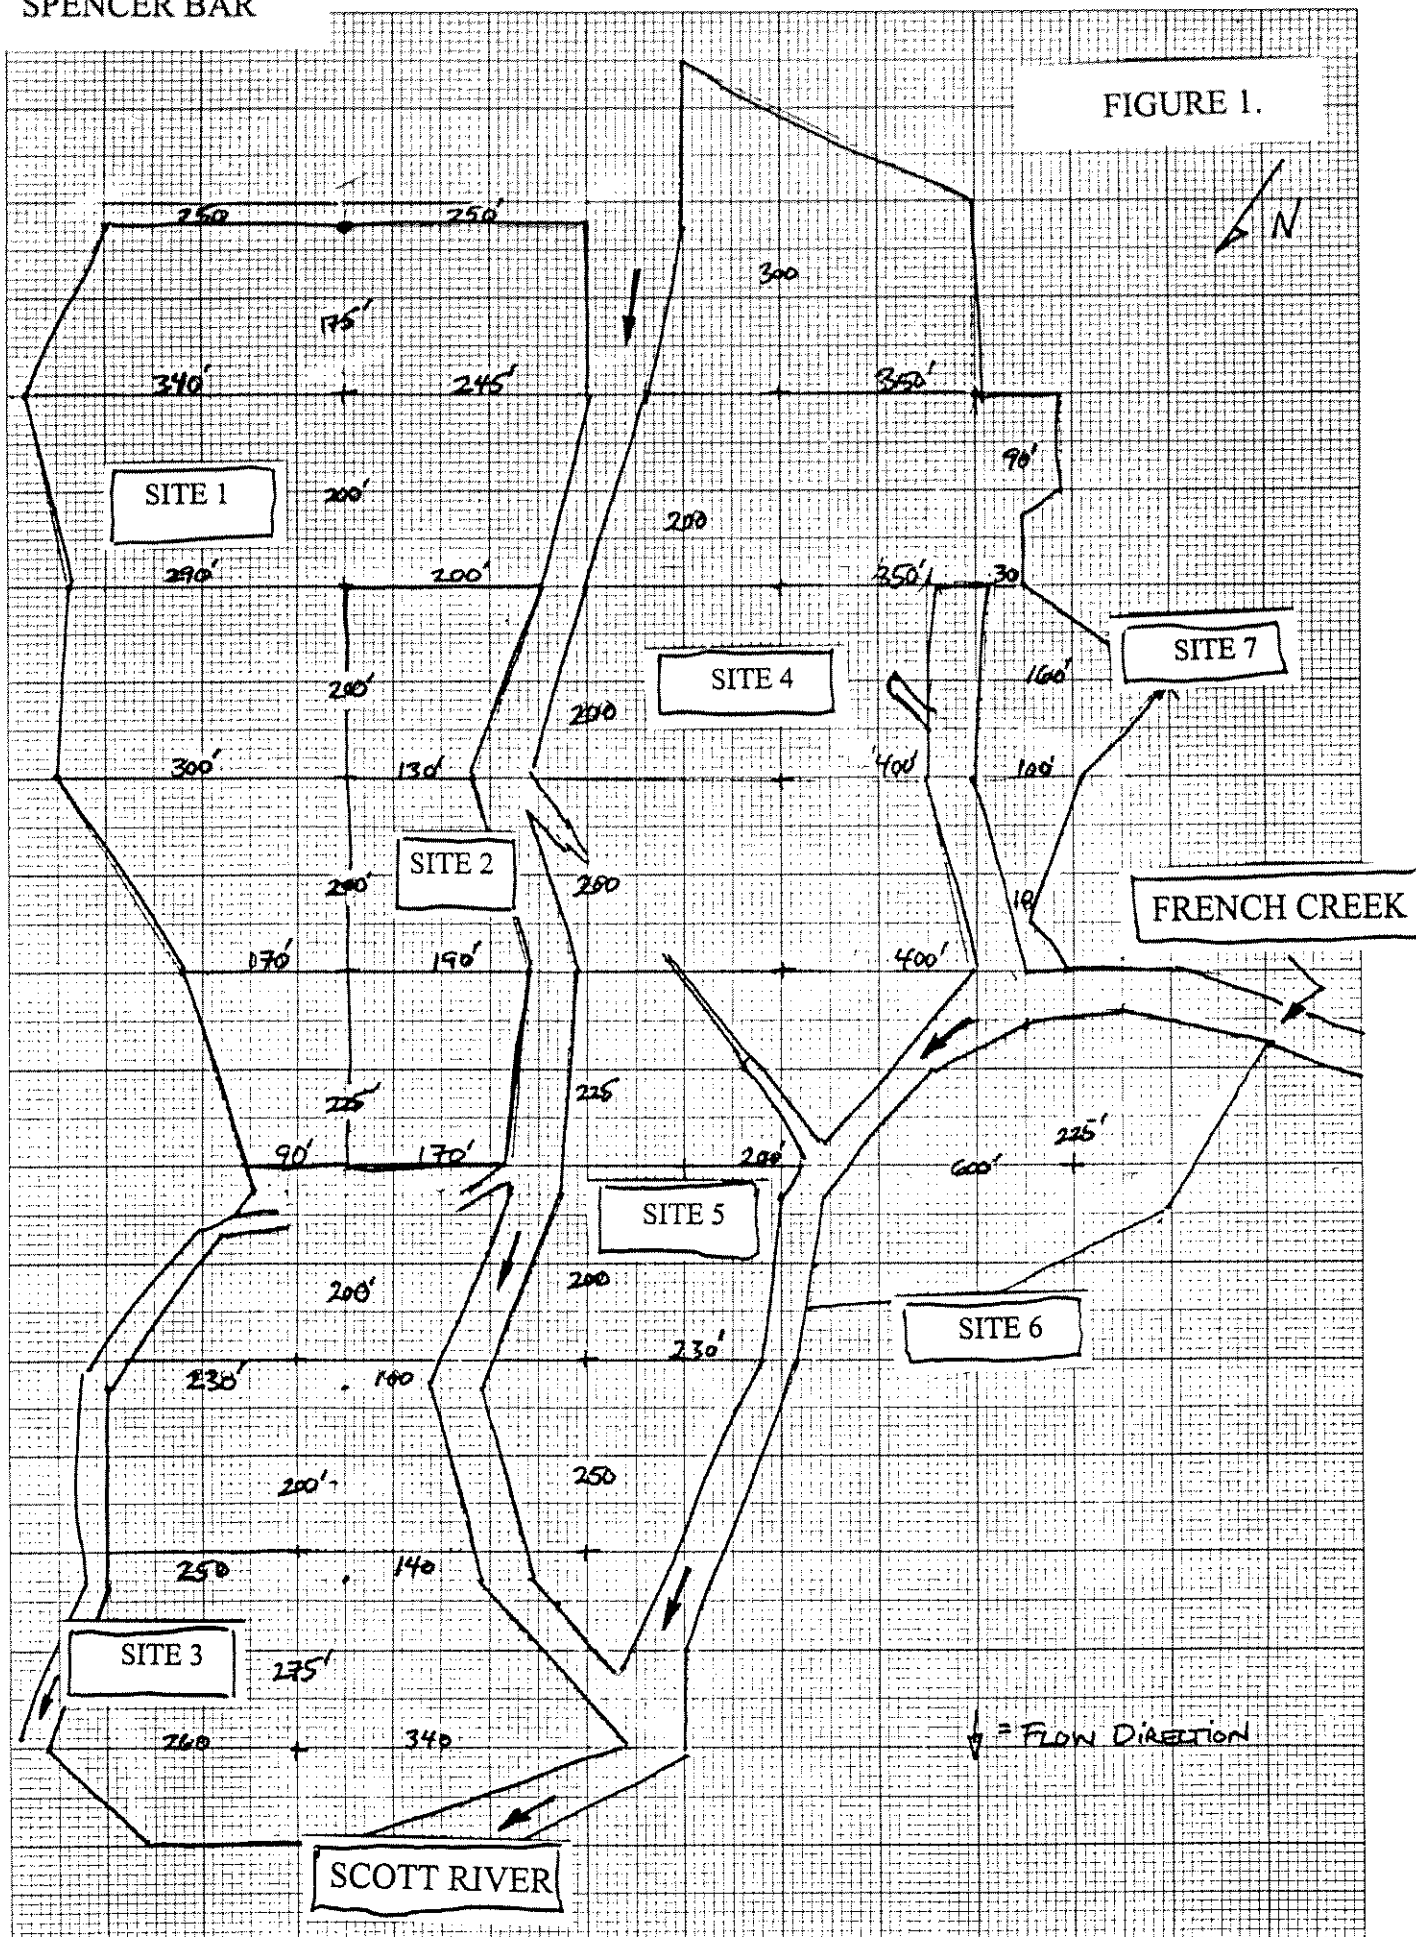 SPENCER BAR
FIGURE 1.
N
250 250'
300
175'
340' 245' 350'
90'
SITE 1
200'
200
290' 200' 350' 30
SITE 7
SITE 4
160'
200'
200
300' 130' 400' 100'
SITE 2
200' 200
10
FRENCH CREEK
170' 190' 400'
225' 225
225'
90' 170' 200' 600'
SITE 5
200' 200
SITE 6
230' 160 230'
200' 250
250 140
SITE 3
275'
260 340
= FLOW DIRECTION
SCOTT RIVER